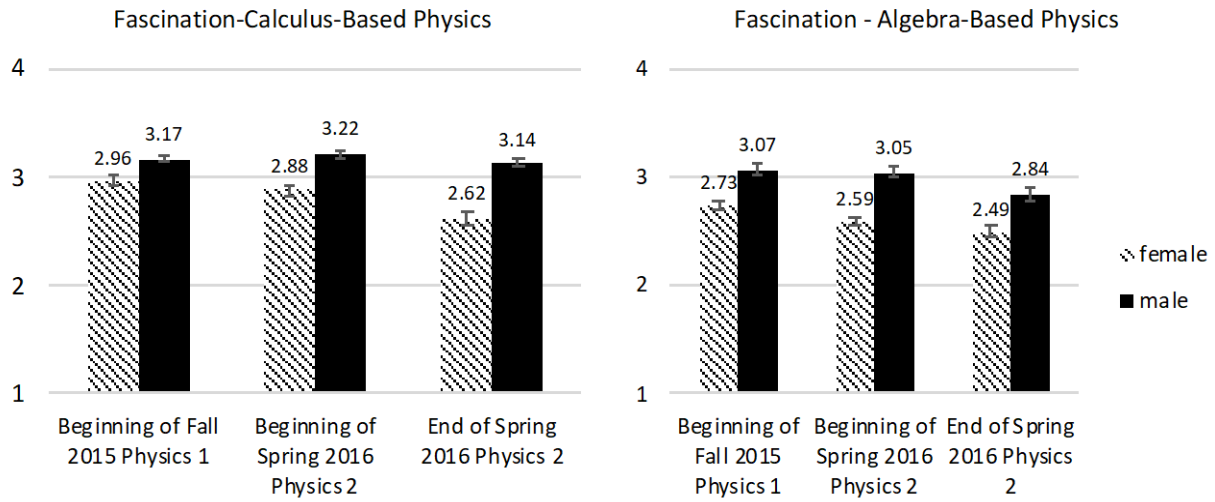 Fascination-Calculus-Based Physics
4
3
2
1
2.96
3.17
2.88
3.22
2.62
3.14
Beginning of Fall
2015 Physics 1
Beginning of
Spring 2016
Physics 2
End of Spring
2016 Physics 2
Fascination - Algebra-Based Physics
4
3
2
1
2.73
3.07
2.59
3.05
2.49
2.84
Beginning of
Fall 2015
Physics 1
Beginning of
Spring 2016
Physics 2
End of Spring
2016 Physics
2
female
male